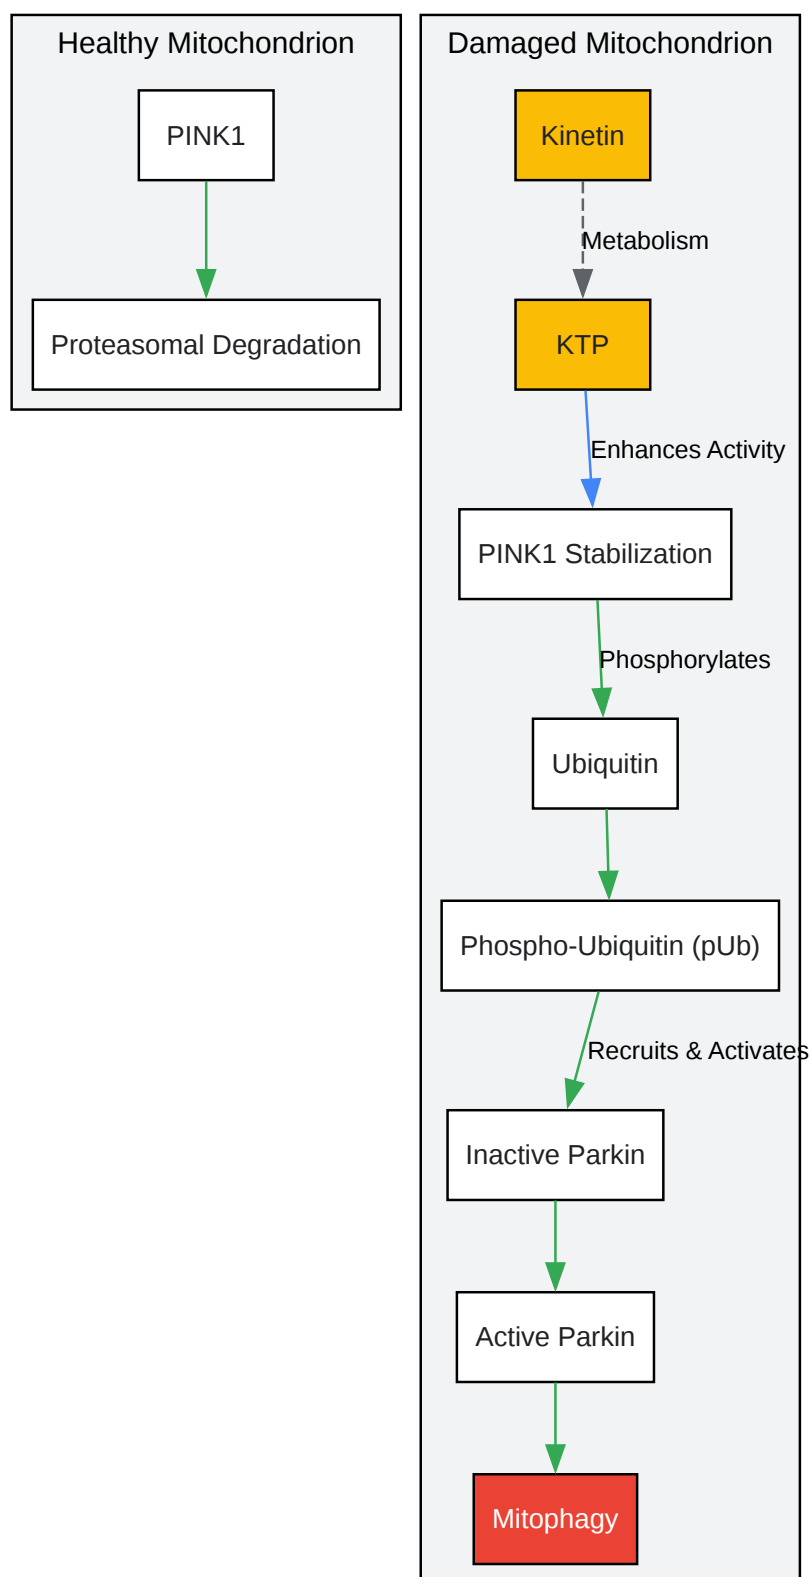 Healthy Mitochondrion
PINK1
Proteasomal Degradation
Damaged Mitochondrion
Kinetin
Metabolism
KTP
Enhances Activity
PINK1 Stabilization
Phosphorylates
Ubiquitin
Phospho-Ubiquitin (pUb)
Recruits & Activates
Inactive Parkin
Active Parkin
Mitophagy